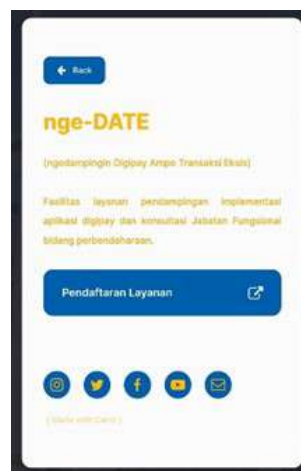 Back
nge-DATE
(ngedampingin Digipay Ampe Transaksi Eksis)
Fasilitas layanan pendampingan implementasi
aplikasi digipay dan konsultasi Jabatan Fungsional
bidang perbendaharaan.
Pendaftaran Layanan